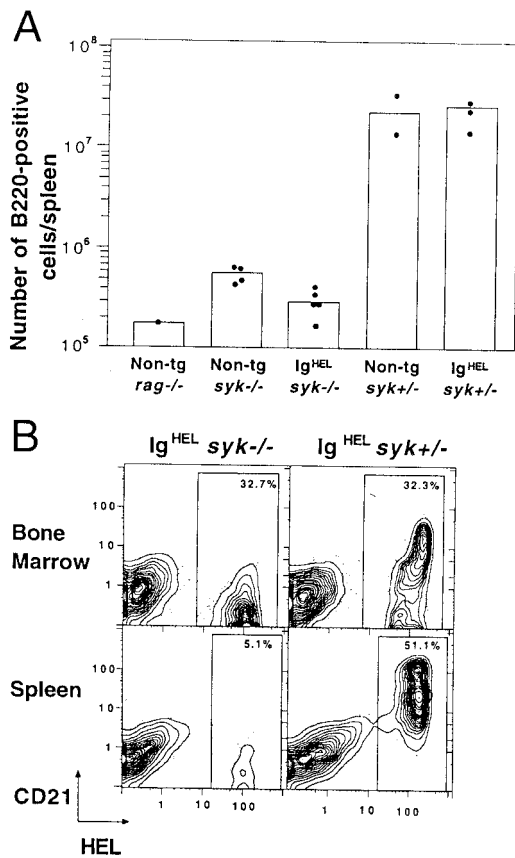 A
Number of B220-positive
cells/spleen
10^8
10^7
10^6
10^5
Non-tg Non-tg Ig^HEL Non-tg Ig^HEL
rag-/- syk-/- syk-/- syk+/- syk+/-
B
Ig^HEL syk-/- Ig^HEL syk+/-
32.7% 32.3%
Bone
Marrow
100
10
1
5.1% 51.1%
Spleen
100
10
1
CD21
1 10 100 1 10 100
HEL